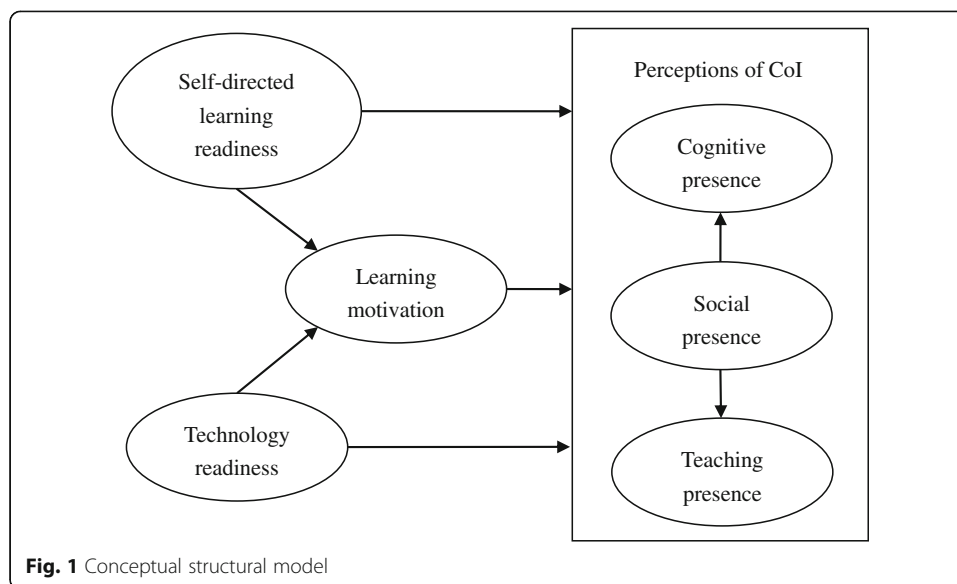 Self-directed
learning
readiness
Learning
motivation
Technology
readiness
Perceptions of CoI
Cognitive
presence
Social
presence
Teaching
presence
Fig. 1 Conceptual structural model